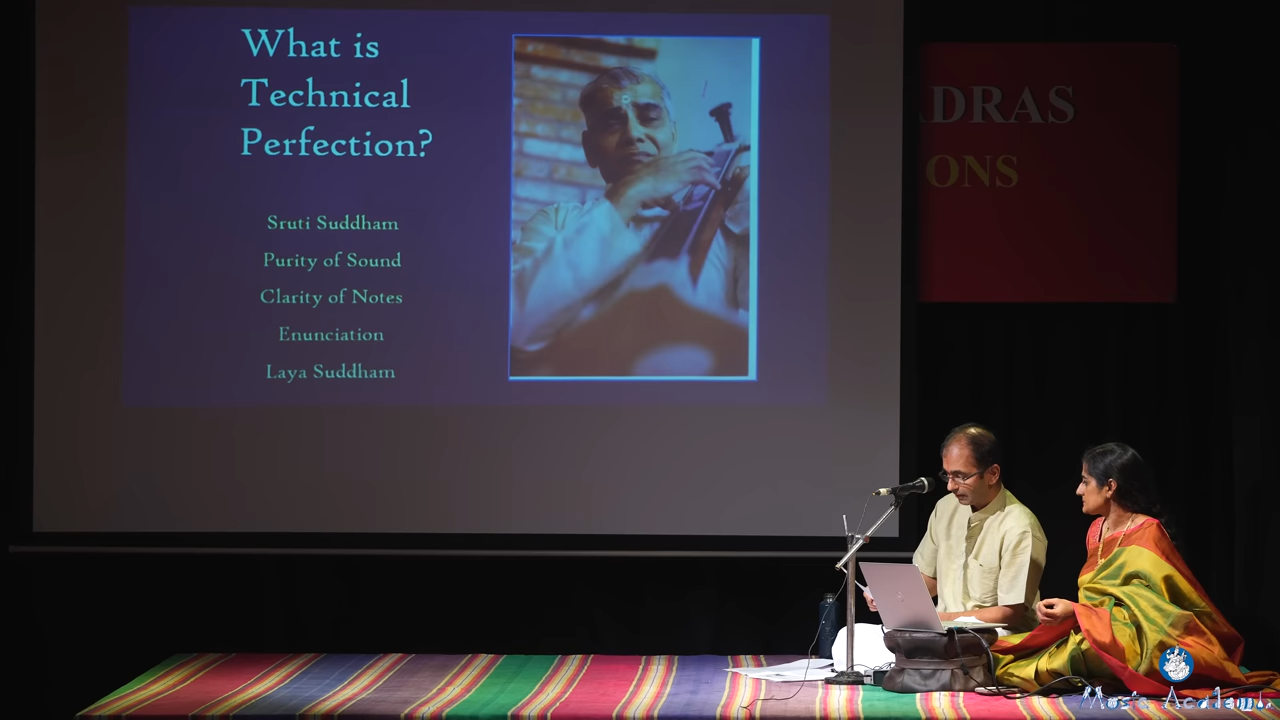 What is
Technical
Perfection?
Sruti Suddham
Purity of Sound
Clarity of Notes
Enunciation
Laya Suddham
DRAS
ONS
Music Academy